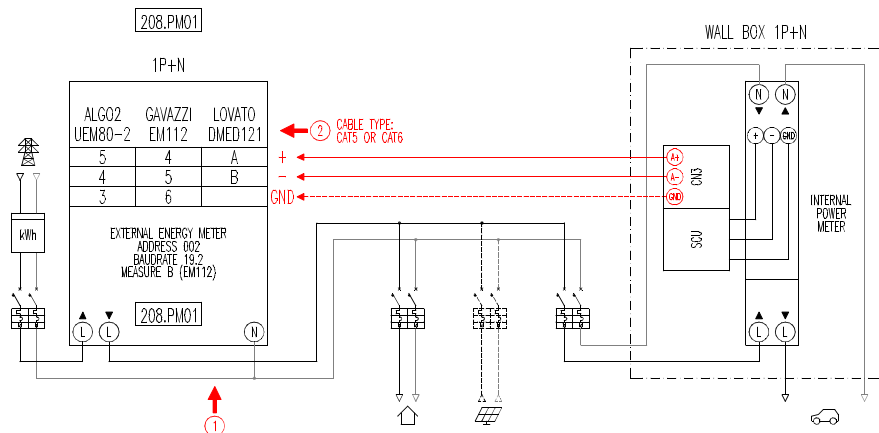 208.PM01
WALL BOX 1P+N
1P+N
ALGO2 UEM80-2
GAVAZZI EM112
LOVATO DMED121
5 4 A +
4 5 B -
3 6 GND
2 CABLE TYPE:
CAT5 OR CAT6
A+
A-
GND
CN3
SCU
N N
+ - GND
INTERNAL
POWER
METER
kWh
EXTERNAL ENERGY METER
ADDRESS 002
BAUDRATE 19.2
MEASURE B (EM112)
208.PM01
L L N
L L
1